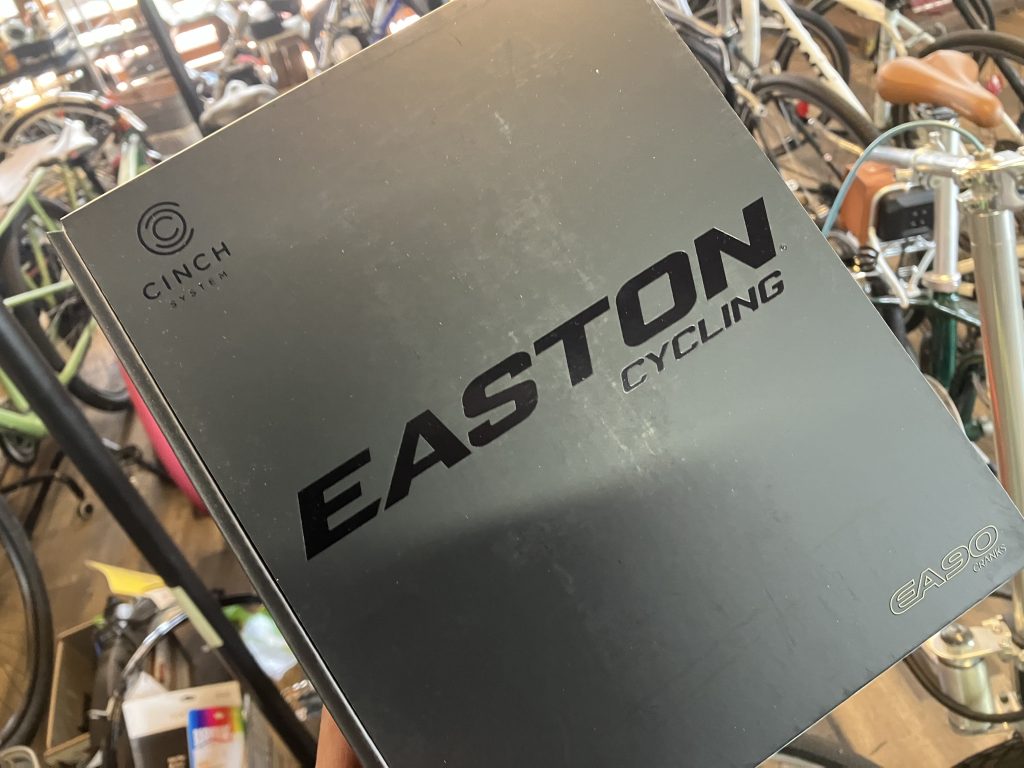 CINCH
SYSTEM
EASTON
CYCLING
EA90
CRANKS